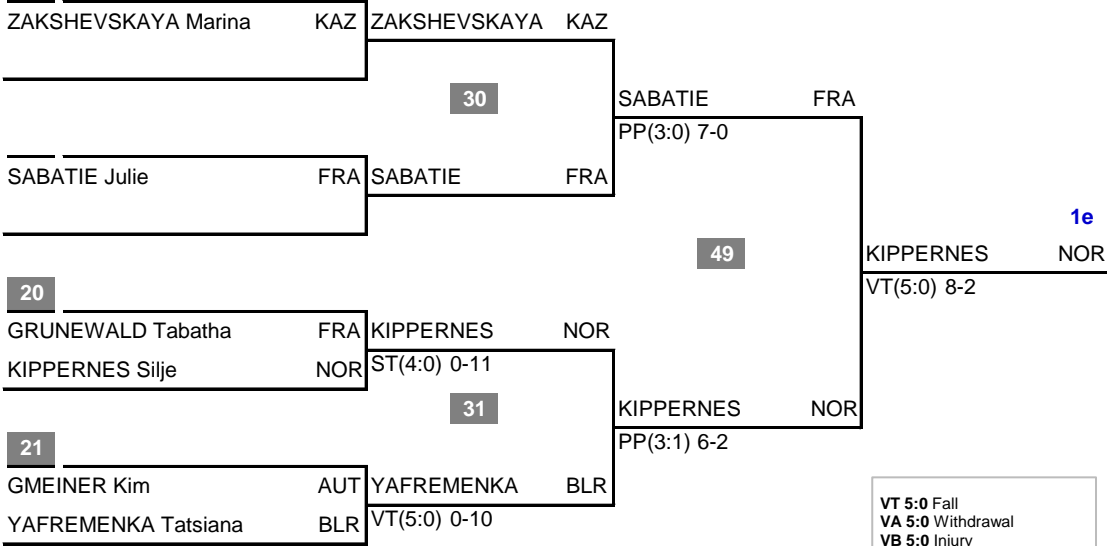 ZAKSHEVSKAYA Marina KAZ ZAKSHEVSKAYA KAZ
30 SABATIE FRA
PP(3:0) 7-0
SABATIE Julie FRA SABATIE FRA
1e
49 KIPPERNES NOR
VT(5:0) 8-2
20
GRUNEWALD Tabatha FRA KIPPERNES NOR
KIPPERNES Silje NOR ST(4:0) 0-11
31 KIPPERNES NOR
PP(3:1) 6-2
21
GMEINER Kim AUT YAFREMENKA BLR
YAFREMENKA Tatsiana BLR VT(5:0) 0-10
VT 5:0 Fall
VA 5:0 Withdrawal
VB 5:0 Injury